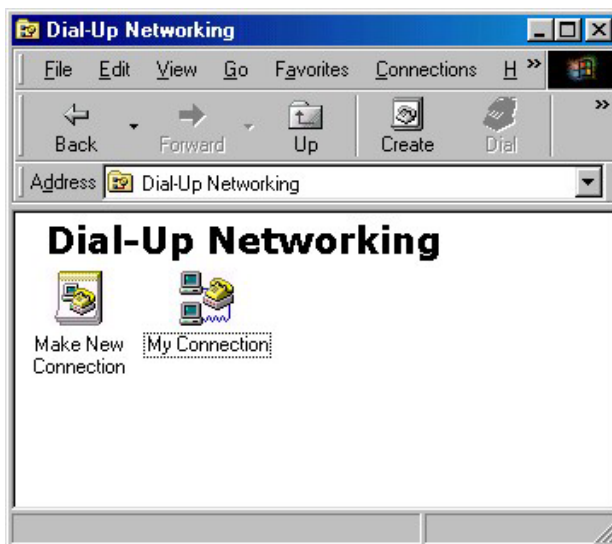 Dial-Up Networking
File Edit View Go Favorites Connections H »
Back Forward Up Create Dial »
Address Dial-Up Networking
Dial-Up Networking
Make New Connection
My Connection